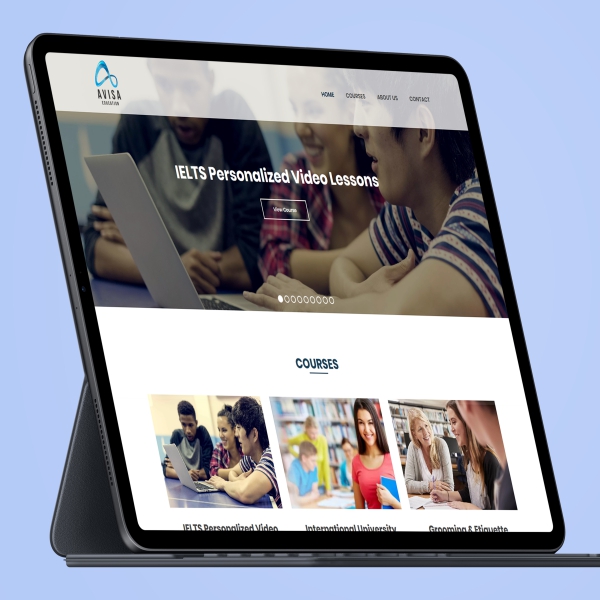 AVISA
EDUCATION
HOME COURSES ABOUT US CONTACT
IELTS Personalized Video Lessons
View Course
COURSES
IELTS Personalized Video International University Grooming & Etiquette